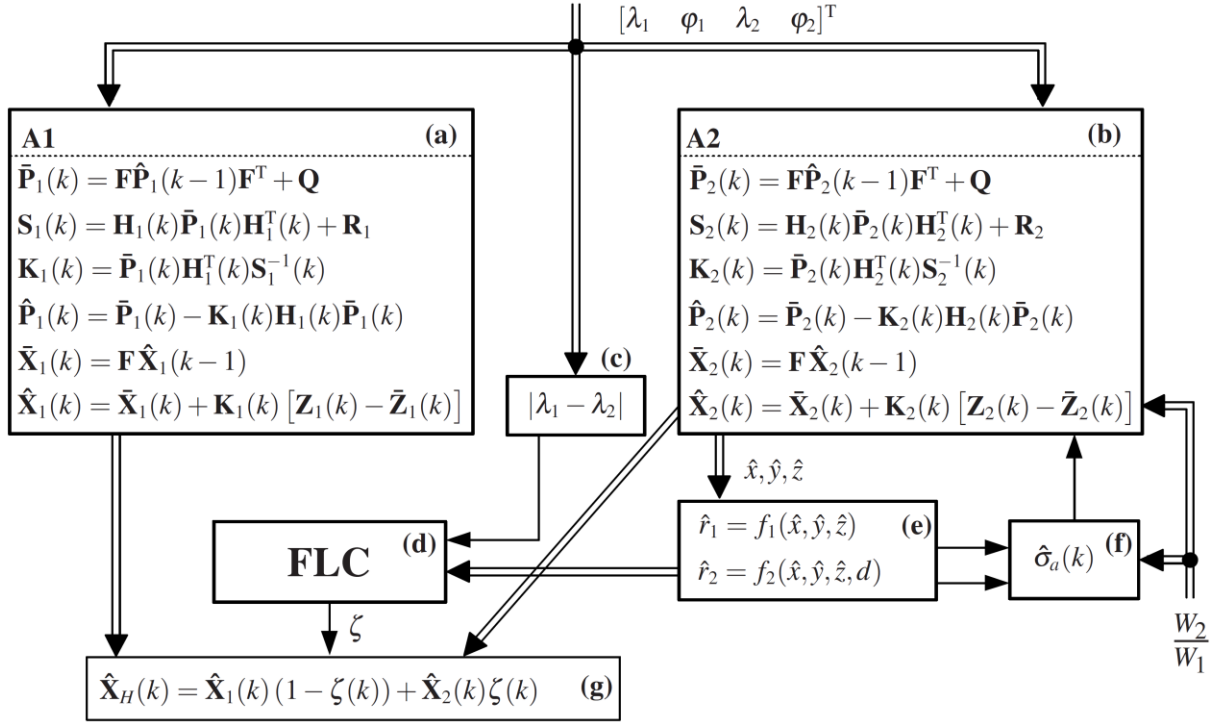 [λ₁ φ₁ λ₂ φ₂]ᵀ
A1 (a)
P̄₁(k) = FP̂₁(k−1)Fᵀ + Q
S₁(k) = H₁(k)P̄₁(k)H₁ᵀ(k) + R₁
K₁(k) = P̄₁(k)H₁ᵀ(k)S₁⁻¹(k)
P̂₁(k) = P̄₁(k) − K₁(k)H₁(k)P̄₁(k)
X̄₁(k) = FX̂₁(k−1)
X̂₁(k) = X̄₁(k) + K₁(k) [Z₁(k) − Z̄₁(k)]
A2 (b)
P̄₂(k) = FP̂₂(k−1)Fᵀ + Q
S₂(k) = H₂(k)P̄₂(k)H₂ᵀ(k) + R₂
K₂(k) = P̄₂(k)H₂ᵀ(k)S₂⁻¹(k)
P̂₂(k) = P̄₂(k) − K₂(k)H₂(k)P̄₂(k)
X̄₂(k) = FX̂₂(k−1)
X̂₂(k) = X̄₂(k) + K₂(k) [Z₂(k) − Z̄₂(k)]
(c)
|λ₁ − λ₂|
x̂, ŷ, ẑ
FLC (d)
r̂₁ = f₁(x̂, ŷ, ẑ) (e)
r̂₂ = f₂(x̂, ŷ, ẑ, d)
σ̂ₐ(k) (f)
ζ
W₂
W₁
X̂_H(k) = X̂₁(k) (1 − ζ(k)) + X̂₂(k)ζ(k) (g)